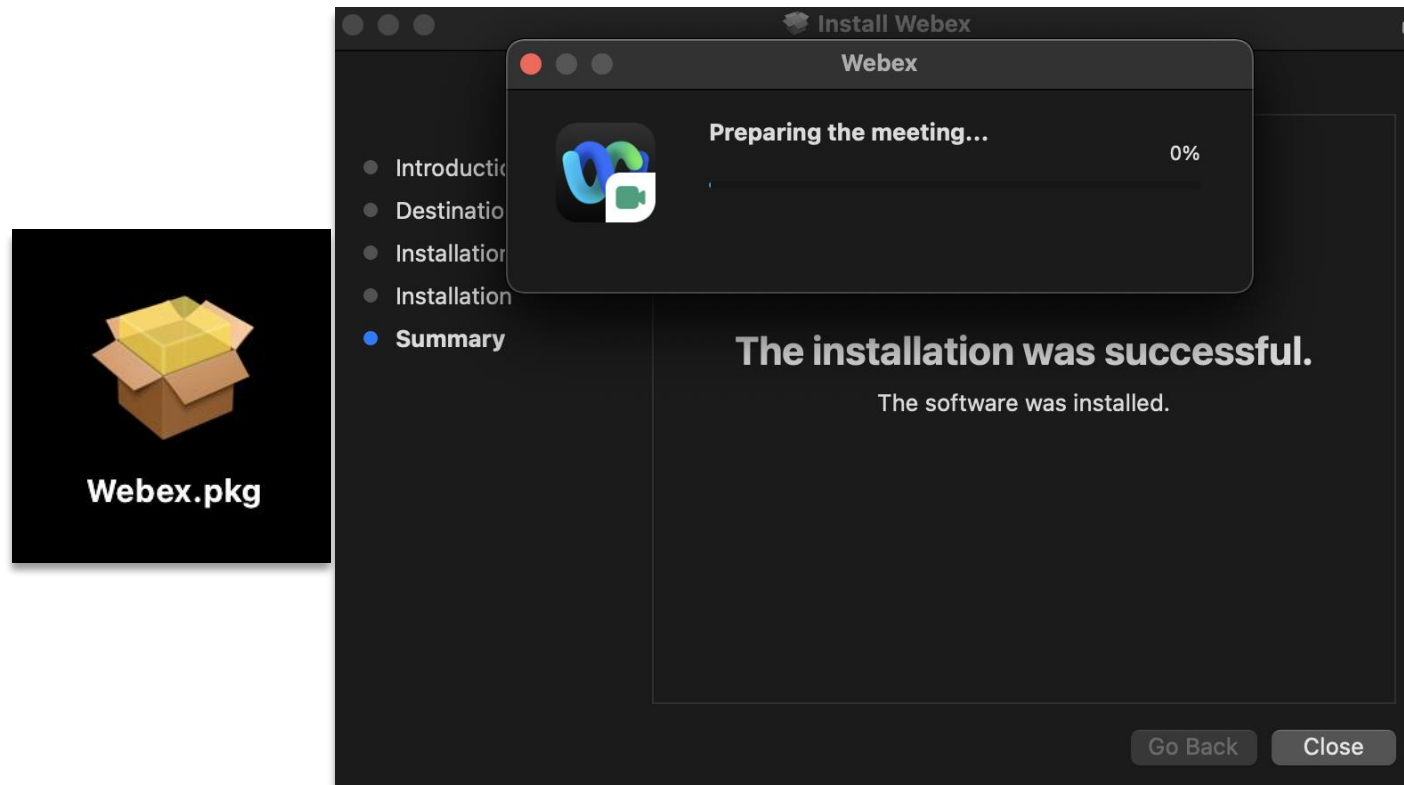 Webex.pkg
Install Webex
Webex
Preparing the meeting...
0%
Introductic
Destinatio
Installation
Installation
Summary
The installation was successful.
The software was installed.
Go Back
Close